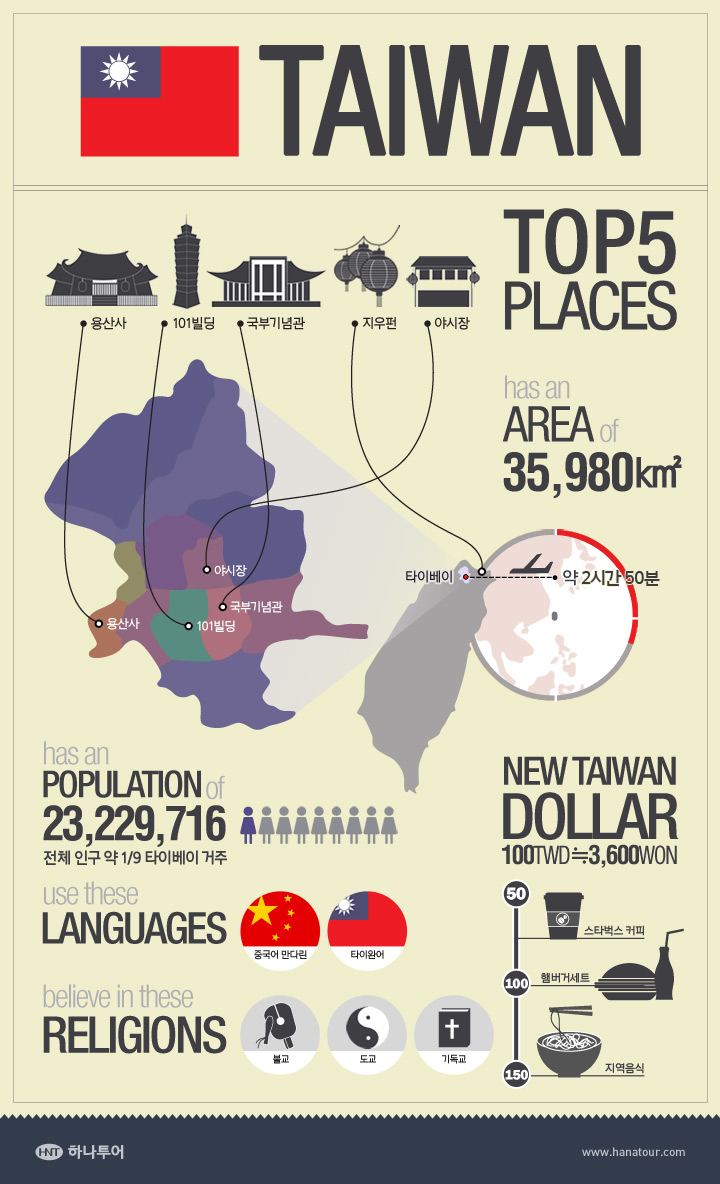 TAIWAN
TOP5
PLACES
용산사
101빌딩
국부기념관
지우펀
야시장
has an
AREA of
35,980㎢
야시장
국부기념관
용산사
101빌딩
타이베이
약 2시간 50분
has an
POPULATION of
23,229,716
전체 인구 약 1/9 타이베이 거주
NEW TAIWAN
DOLLAR
100TWD≒3,600WON
use these
LANGUAGES
중국어 만다린
타이완어
believe in these
RELIGIONS
불교
도교
기독교
50
스타벅스 커피
100
햄버거세트
150
지역음식
HNT 하나투어
www.hanatour.com